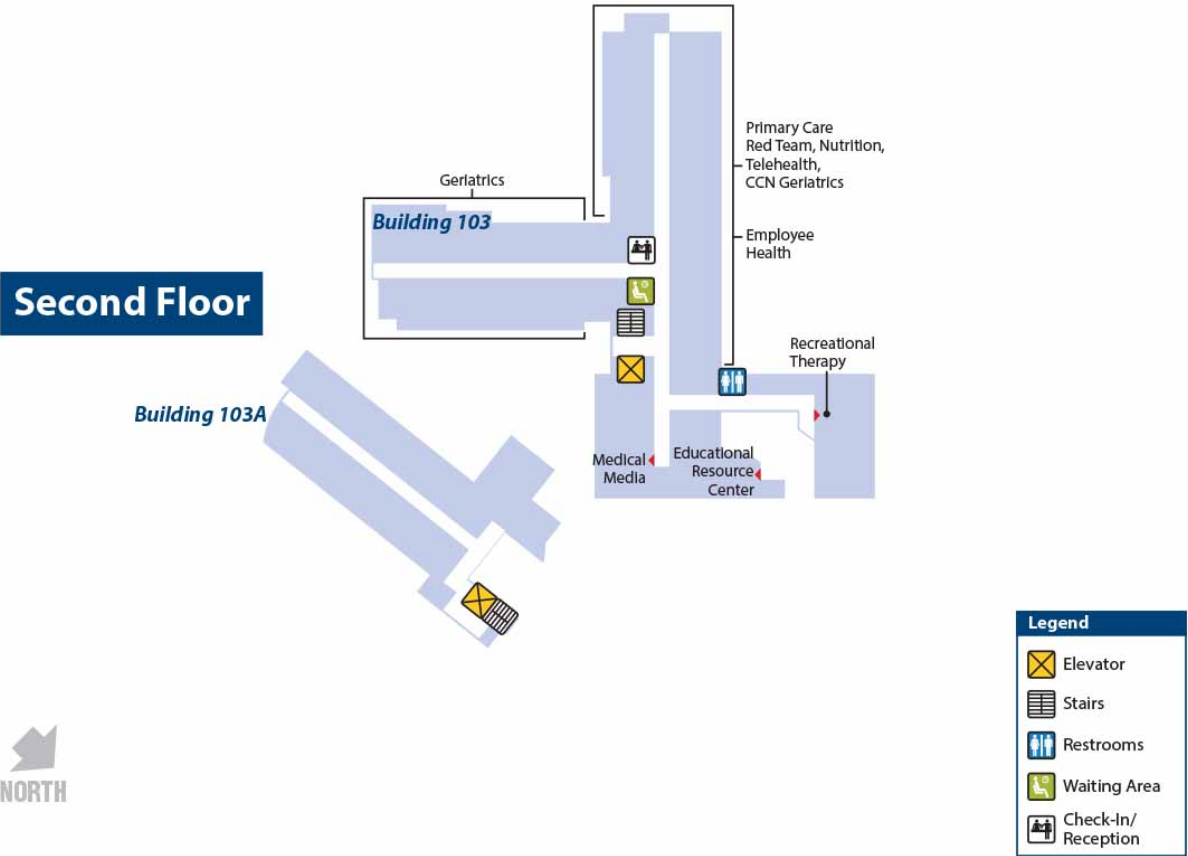 Primary Care
Red Team, Nutrition,
Telehealth,
CCN Geriatrics
Geriatrics
Building 103
Employee
Health
Second Floor
Recreational
Therapy
Building 103A
Medical
Media
Educational
Resource
Center
Legend
Elevator
Stairs
Restrooms
Waiting Area
Check-In/
Reception
NORTH